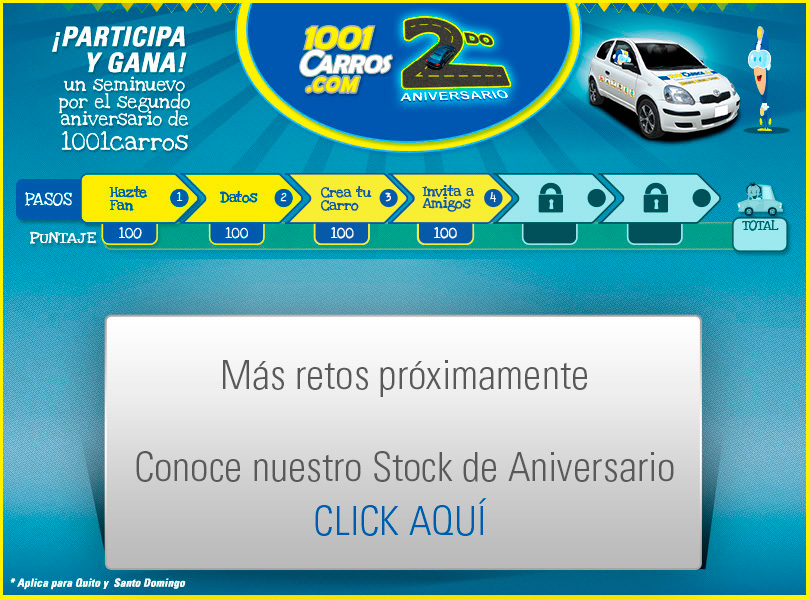 ¡PARTICIPA
Y GANA!
un seminuevo
por el segundo
aniversario de
1001carros
1001
CARROS
.COM
2DO
ANIVERSARIO
PASOS
Hazte
Fan
1
Datos
2
Crea tu
Carro
3
Invita a
Amigos
4
PUNTAJE
100
100
100
100
TOTAL
Más retos próximamente
Conoce nuestro Stock de Aniversario
CLICK AQUÍ
* Aplica para Quito y Santo Domingo